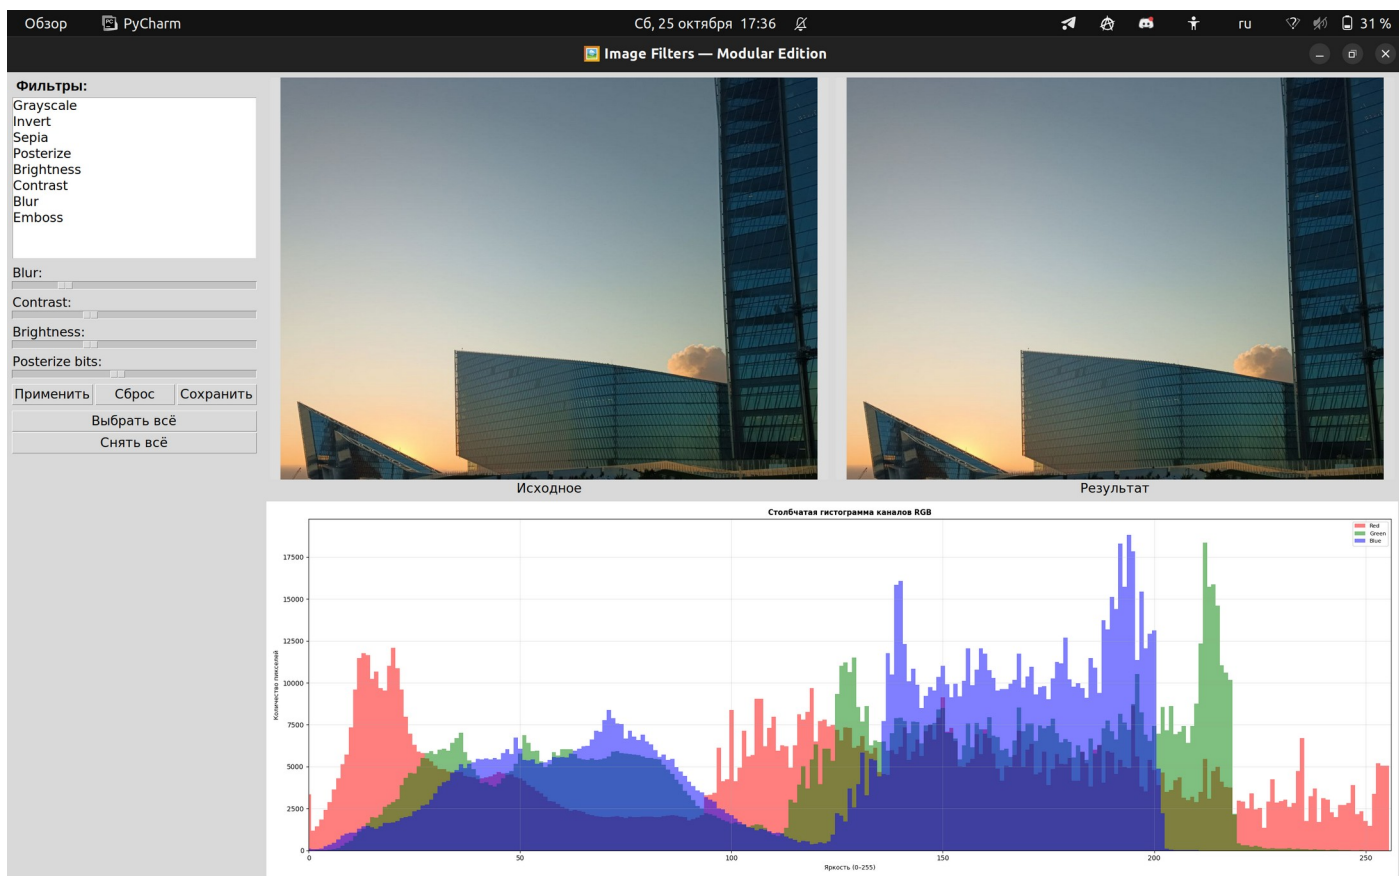 Обзор PyCharm Сб, 25 октября 17:36 ru 31 %
Image Filters — Modular Edition
Фильтры:
Grayscale
Invert
Sepia
Posterize
Brightness
Contrast
Blur
Emboss
Blur:
Contrast:
Brightness:
Posterize bits:
Применить Сброс Сохранить
Выбрать всё
Снять всё
Исходное Результат
Столбчатая гистограмма каналов RGB
Red
Green
Blue
Количество пикселей
17500
15000
12500
10000
7500
5000
2500
0
0 50 100 150 200 250
Яркость (0–255)